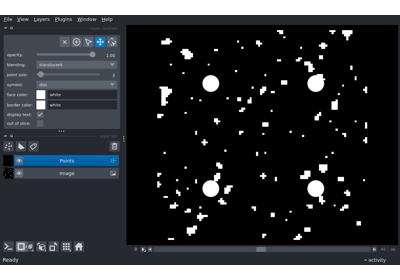 File View Layers Plugins Window Help
opacity: 1.00
blending: translucent
point size:
symbol: disc
face color: white
border color: white
display text:
out of slice:
Points
Image
Ready
activity